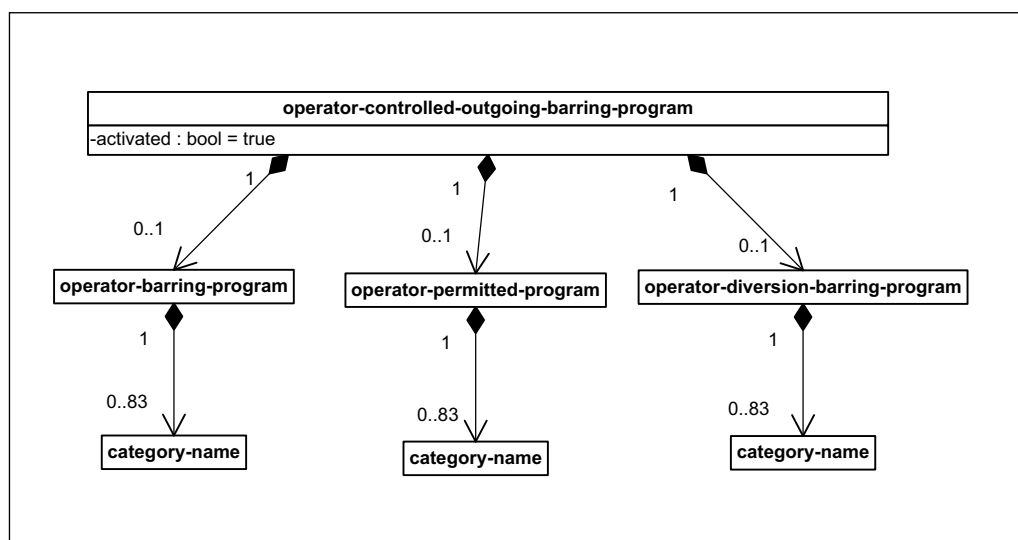 operator-controlled-outgoing-barring-program
-activated : bool = true
1
1
1
0..1
0..1
0..1
operator-barring-program
operator-permitted-program
operator-diversion-barring-program
1
1
1
0..83
0..83
0..83
category-name
category-name
category-name